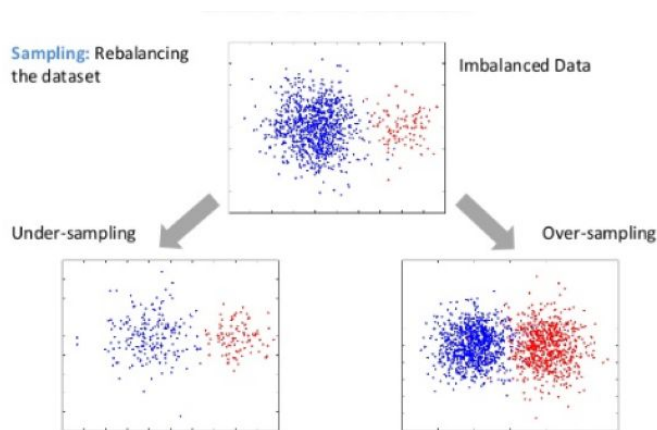 Sampling: Rebalancing
the dataset
Imbalanced Data
Under-sampling
Over-sampling